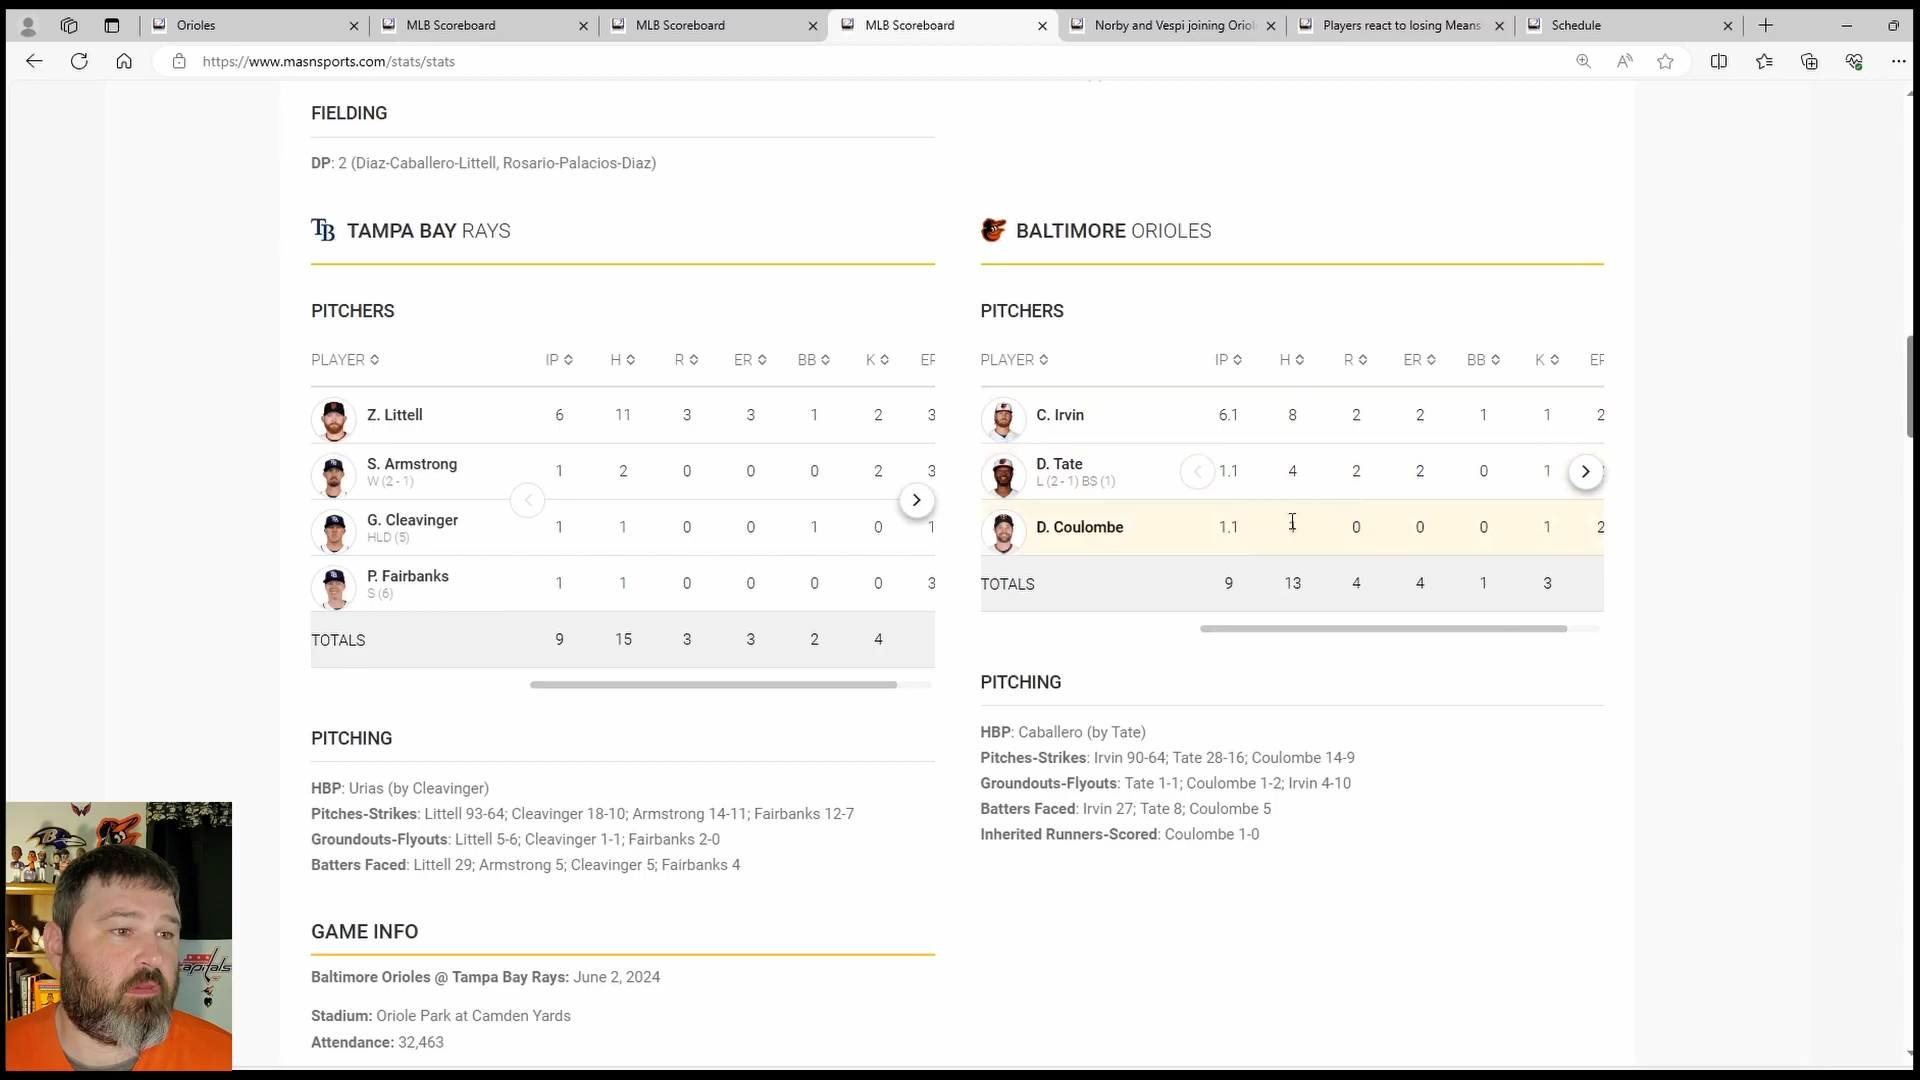 Orioles
MLB Scoreboard
MLB Scoreboard
MLB Scoreboard
Norby and Vespi joining Oriol
Players react to losing Means
Schedule
https://www.masnsports.com/stats/stats
FIELDING
DP: 2 (Diaz-Caballero-Littell, Rosario-Palacios-Diaz)
TB TAMPA BAY RAYS
PITCHERS
PLAYER IP H R ER BB K ER
Z. Littell 6 11 3 3 1 2 3
S. Armstrong 1 2 0 0 0 2 3
W (2 - 1)
G. Cleavinger 1 1 0 0 1 0 1
HLD (5)
P. Fairbanks 1 1 0 0 0 0 3
S (6)
TOTALS 9 15 3 3 2 4
PITCHING
HBP: Urias (by Cleavinger)
Pitches-Strikes: Littell 93-64; Cleavinger 18-10; Armstrong 14-11; Fairbanks 12-7
Groundouts-Flyouts: Littell 5-6; Cleavinger 1-1; Fairbanks 2-0
Batters Faced: Littell 29; Armstrong 5; Cleavinger 5; Fairbanks 4
GAME INFO
Baltimore Orioles @ Tampa Bay Rays: June 2, 2024
Stadium: Oriole Park at Camden Yards
Attendance: 32,463
BALTIMORE ORIOLES
PITCHERS
PLAYER IP H R ER BB K ER
C. Irvin 6.1 8 2 2 1 1 2
D. Tate 1.1 4 2 2 0 1
L (2 - 1) BS (1)
D. Coulombe 1.1 0 0 0 1 2
TOTALS 9 13 4 4 1 3
PITCHING
HBP: Caballero (by Tate)
Pitches-Strikes: Irvin 90-64; Tate 28-16; Coulombe 14-9
Groundouts-Flyouts: Tate 1-1; Coulombe 1-2; Irvin 4-10
Batters Faced: Irvin 27; Tate 8; Coulombe 5
Inherited Runners-Scored: Coulombe 1-0
capitals